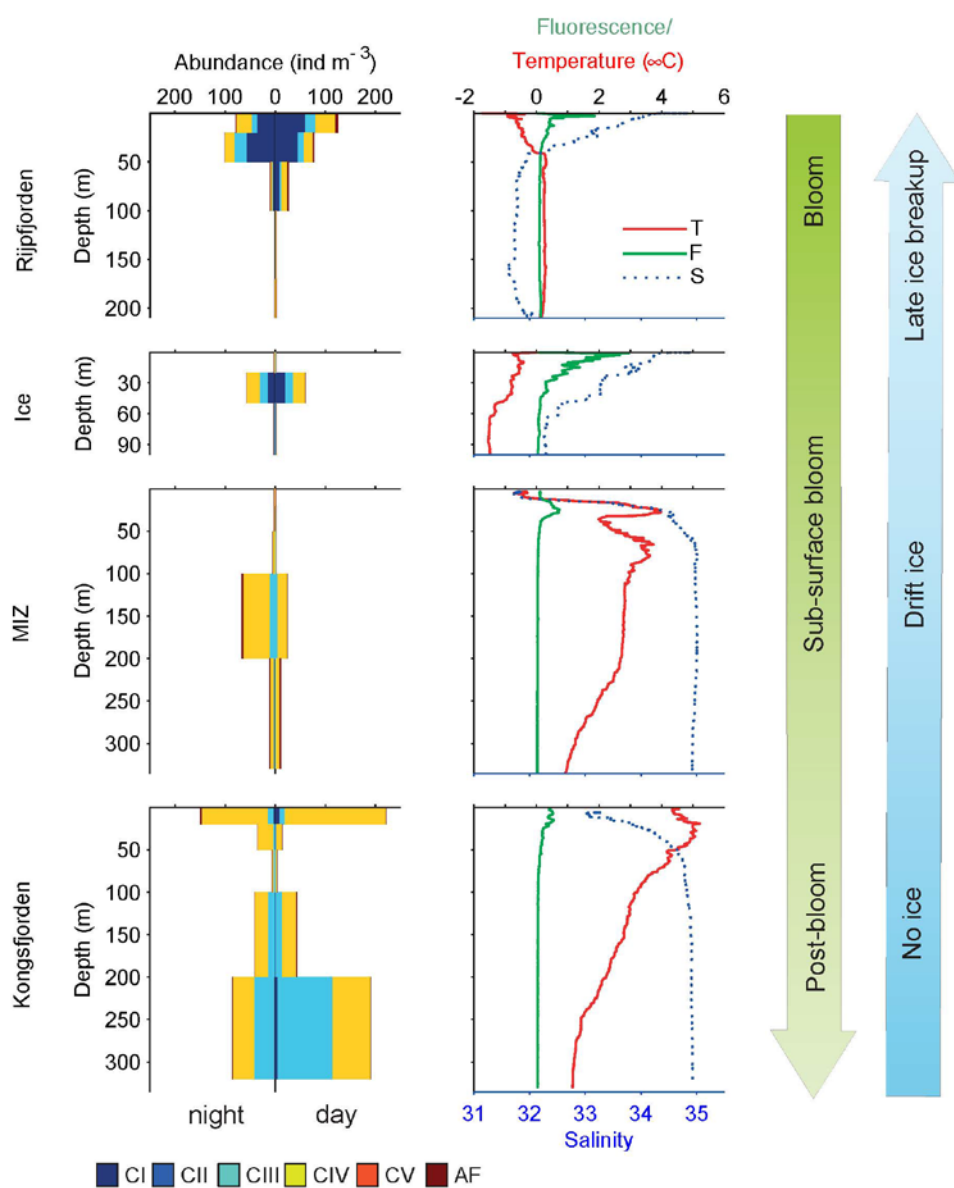 Fluorescence/
Abundance (ind m⁻³)
Temperature (∞C)
200 100 0 100 200
-2 0 2 4 6
Rijpfjorden
Depth (m)
50
100
150
200
T
F
S
Ice
Depth (m)
30
60
90
MIZ
Depth (m)
50
100
150
200
250
300
Kongsfjorden
Depth (m)
50
100
150
200
250
300
night day
31 32 33 34 35
Salinity
Bloom
Sub-surface bloom
Post-bloom
Late ice breakup
Drift ice
No ice
CI CII CIII CIV CV AF